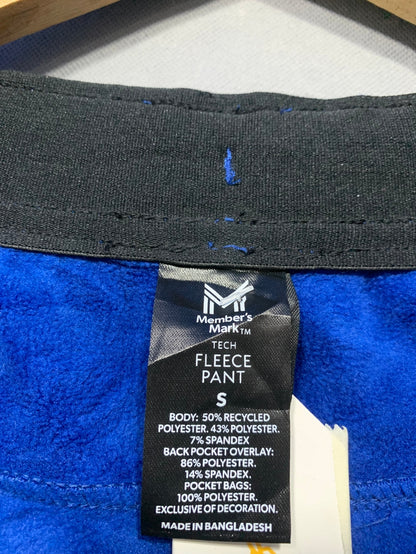 Member's
Mark™
TECH
FLEECE
PANT
S
BODY: 50% RECYCLED
POLYESTER. 43% POLYESTER.
7% SPANDEX
BACK POCKET OVERLAY:
86% POLYESTER.
14% SPANDEX.
POCKET BAGS:
100% POLYESTER.
EXCLUSIVE OF DECORATION.
MADE IN BANGLADESH